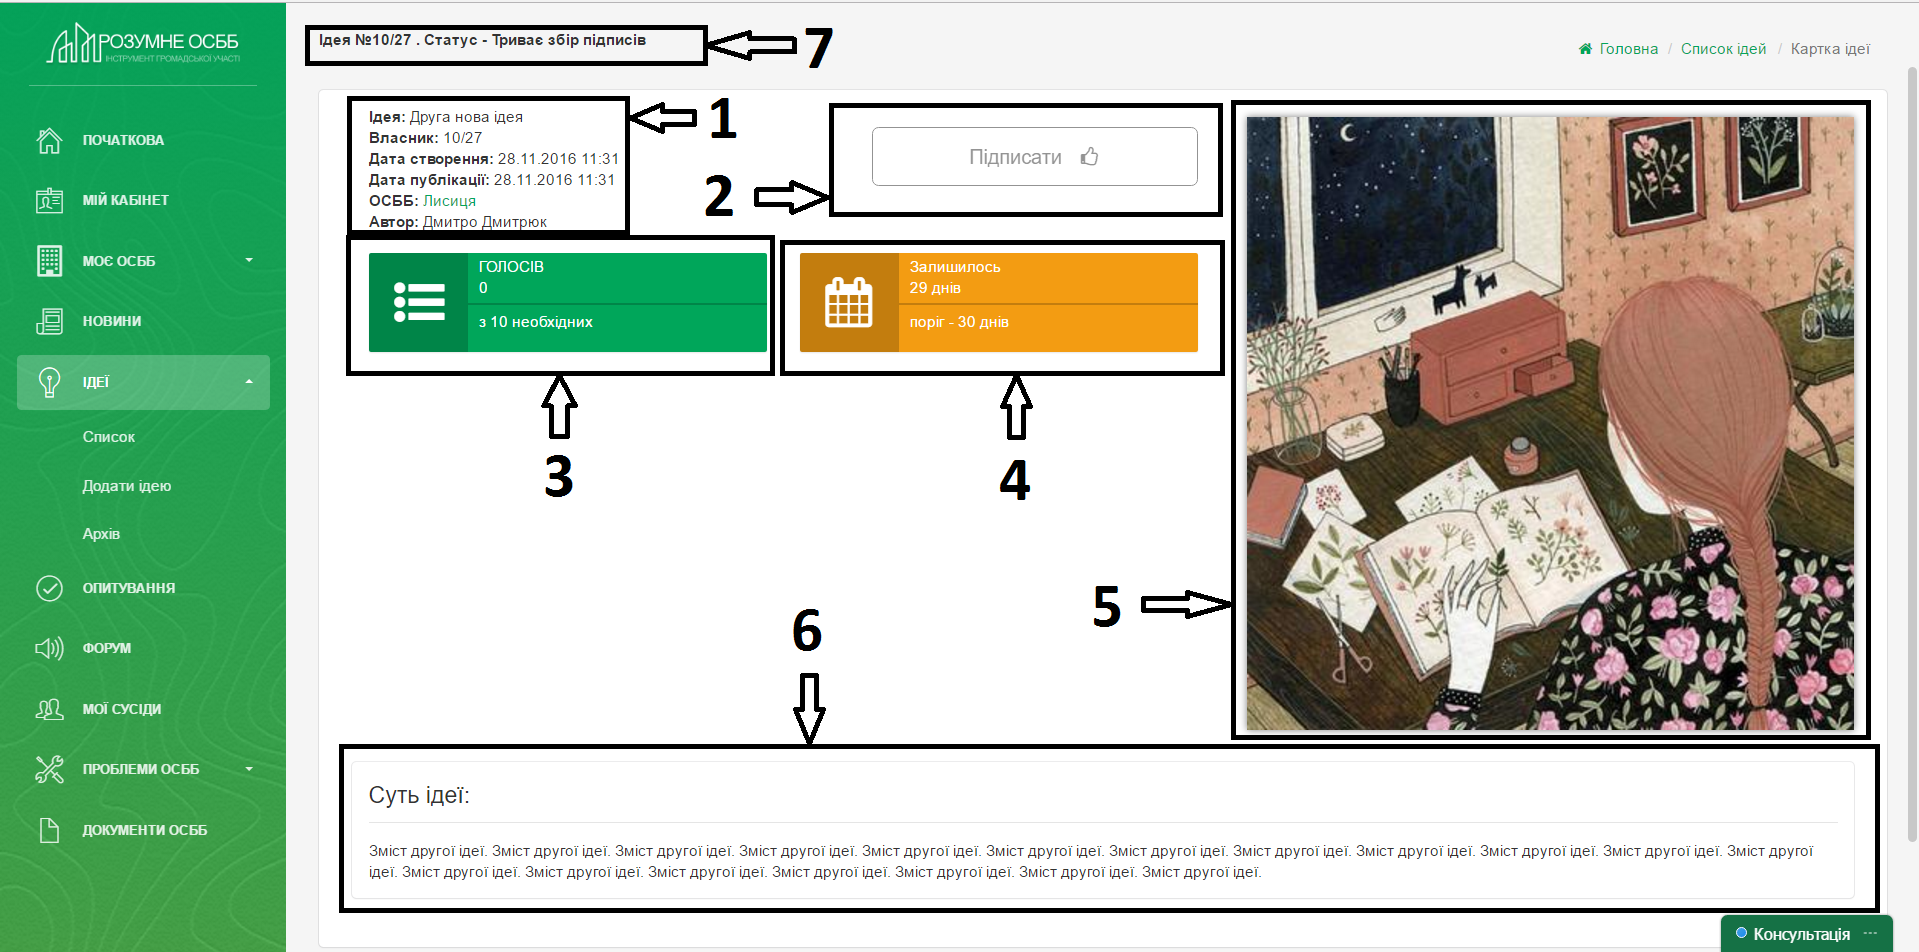 РОЗУМНЕ ОСББ
ІНСТРУМЕНТ ГРОМАДСЬКОЇ УЧАСТІ
ПОЧАТКОВА
МІЙ КАБІНЕТ
МОЄ ОСББ
НОВИНИ
ІДЕЇ
Список
Додати ідею
Архів
ОПИТУВАННЯ
ФОРУМ
МОЇ СУСІДИ
ПРОБЛЕМИ ОСББ
ДОКУМЕНТИ ОСББ
Ідея №10/27 . Статус - Триває збір підписів
7
Головна / Список ідей / Картка ідеї
Ідея: Друга нова ідея
Власник: 10/27
Дата створення: 28.11.2016 11:31
Дата публікації: 28.11.2016 11:31
ОСББ: Лисиця
Автор: Дмитро Дмитрюк
1
Підписати
2
ГОЛОСІВ
0
з 10 необхідних
3
Залишилось
29 днів
поріг - 30 днів
4
5
6
Суть ідеї:
Зміст другої ідеї. Зміст другої ідеї. Зміст другої ідеї. Зміст другої ідеї. Зміст другої ідеї. Зміст другої ідеї. Зміст другої ідеї. Зміст другої ідеї. Зміст другої ідеї. Зміст другої ідеї. Зміст другої ідеї. Зміст другої
ідеї. Зміст другої ідеї. Зміст другої ідеї. Зміст другої ідеї. Зміст другої ідеї. Зміст другої ідеї. Зміст другої ідеї. Зміст другої ідеї.
Консультація ...